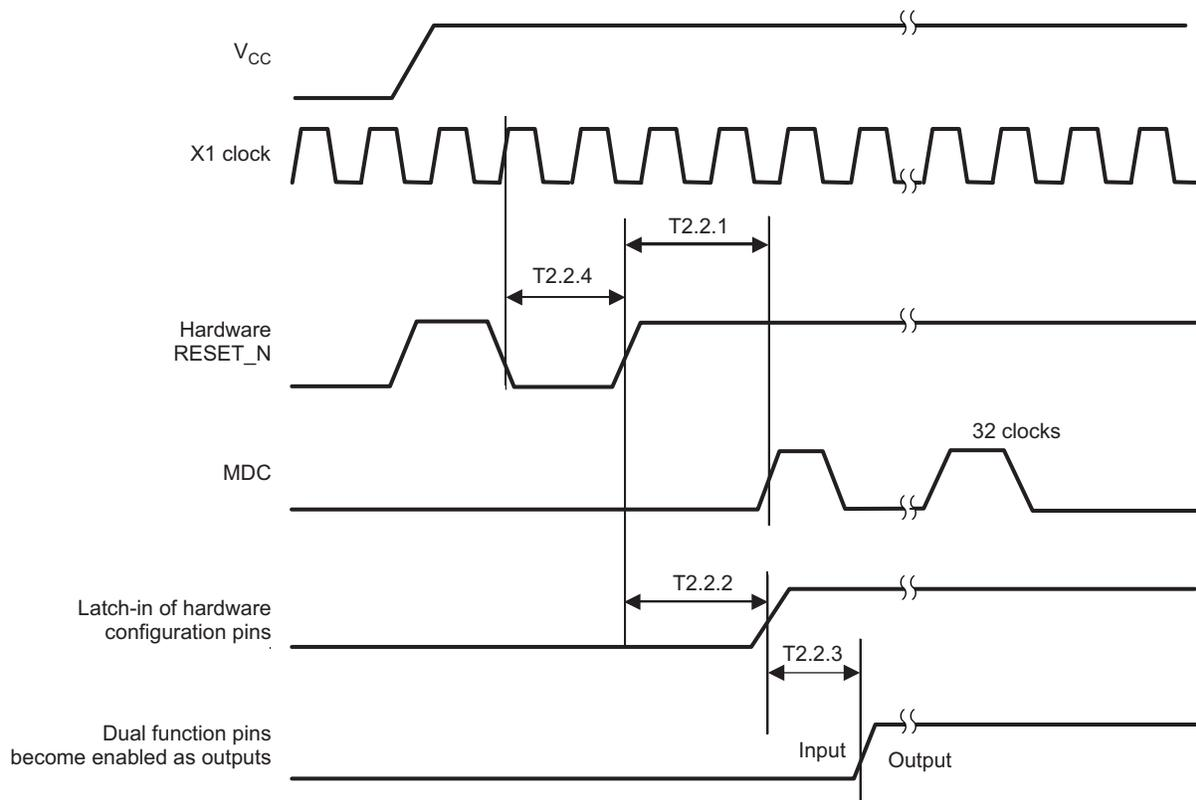 VCC
X1 clock
T2.2.1
T2.2.4
Hardware
RESET_N
32 clocks
MDC
T2.2.2
Latch-in of hardware
configuration pins
.
T2.2.3
Dual function pins
become enabled as outputs
Input
Output